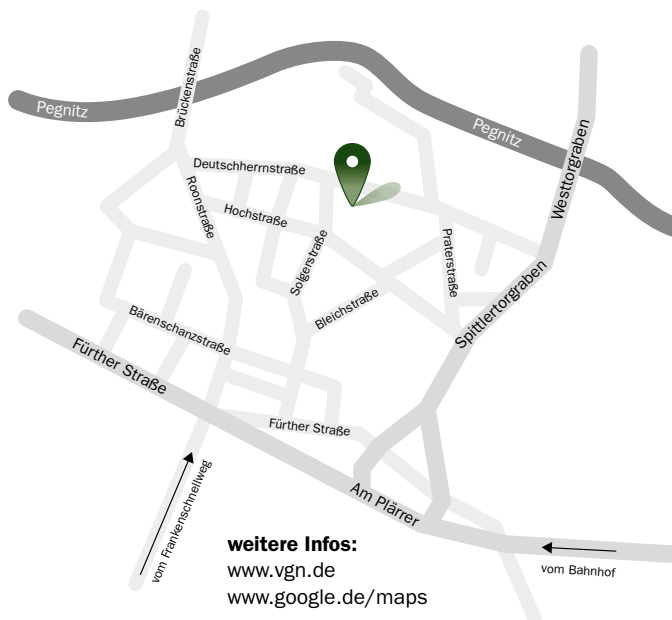 Brückenstraße
Pegnitz
Pegnitz
Westtorgraben
Deutschherrnstraße
Roonstraße
Hochstraße
Solgerstraße
Praterstraße
Bleichstraße
Spittlertorgraben
Bärenschanzstraße
Fürther Straße
Fürther Straße
Am Plärrer
vom Frankenschnellweg
vom Bahnhof
weitere Infos:
www.vgn.de
www.google.de/maps